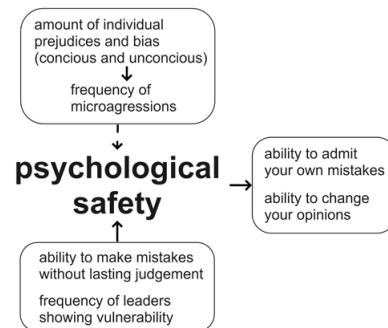 amount of individual
prejudices and bias
(concious and unconcious)
frequency of
microagressions
psychological
safety
ability to admit
your own mistakes
ability to change
your opinions
ability to make mistakes
without lasting judgement
frequency of leaders
showing vulnerability